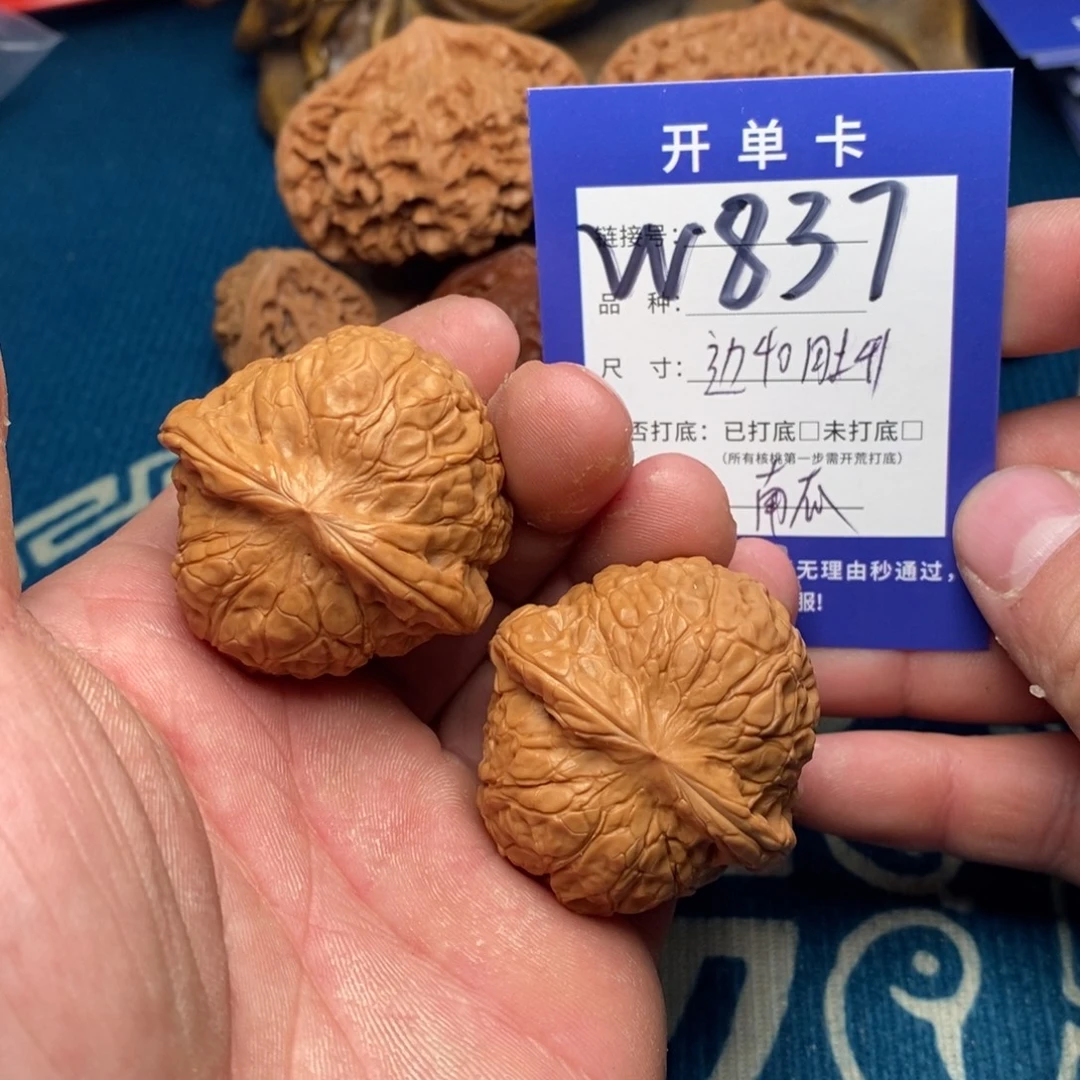 开单卡
链接号: W837
品 种:
尺 寸: 边40肚41
否打底: 已打底□未打底□
(所有核桃第一步需开荒打底)
南瓜
无理由秒通过,
服!